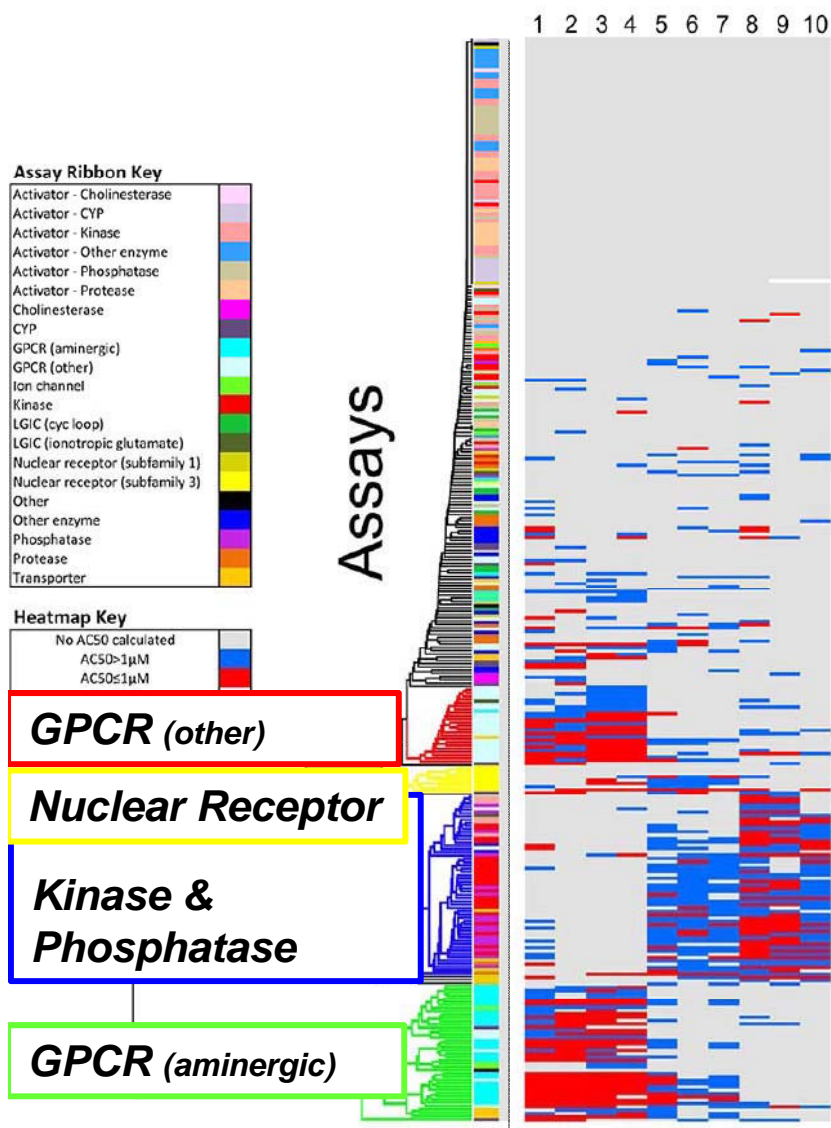 1 2 3 4 5 6 7 8 9 10
Assay Ribbon Key
Activator - Cholinesterase
Activator - CYP
Activator - Kinase
Activator - Other enzyme
Activator - Phosphatase
Activator - Protease
Cholinesterase
CYP
GPCR (aminergic)
GPCR (other)
Ion channel
Kinase
LGIC (cyc loop)
LGIC (ionotropic glutamate)
Nuclear receptor (subfamily 1)
Nuclear receptor (subfamily 3)
Other
Other enzyme
Phosphatase
Protease
Transporter
Assays
Heatmap Key
No AC50 calculated
AC50>1µM
AC50≤1µM
GPCR (other)
Nuclear Receptor
Kinase &
Phosphatase
GPCR (aminergic)